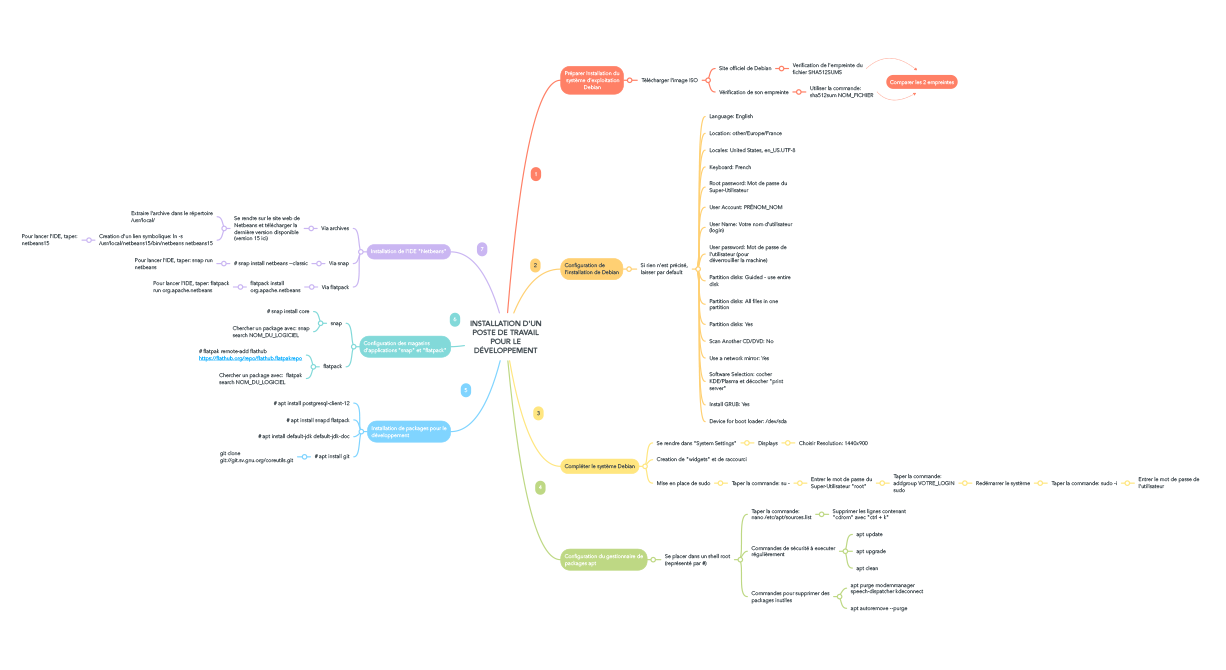 INSTALLATION D'UN
POSTE DE TRAVAIL
POUR LE
DÉVELOPPEMENT
1
Préparer l'installation du
système d'exploitation
Debian
Télécharger l'image ISO
Site officiel de Debian
Verification de l'empreinte du
fichier SHA512SUMS
Vérification de son empreinte
Utiliser la commande:
sha512sum NOM_FICHIER
Comparer les 2 empreintes
2
Configuration de
l'installation de Debian
Si rien n'est précisé,
laisser par default
Language: English
Location: other/Europe/France
Locales: United States, en_US.UTF-8
Keyboard: French
Root password: Mot de passe du
Super-Utilisateur
User Account: PRÉNOM_NOM
User Name: Votre nom d'utilisateur
(login)
User password: Mot de passe de
l'utilisateur (pour
déverrouiller la machine)
Partition disks: Guided - use entire
disk
Partition disks: All files in one
partition
Partition disks: Yes
Scan Another CD/DVD: No
Use a network mirror: Yes
Software Selection: cocher
KDE/Plasma et décocher "print
server"
Install GRUB: Yes
Device for boot loader: /dev/sda
3
Compléter le système Debian
Se rendre dans "System Settings"
Displays
Choisir Resolution: 1440x900
Creation de "widgets" et de raccourci
Mise en place de sudo
Taper la commande: su -
Entrer le mot de passe du
Super-Utilisateur "root"
Taper la commande:
addgroup VOTRE_LOGIN
sudo
Redémarrer le système
Taper la commande: sudo -i
Entrer le mot de passe de
l'utilisateur
4
Configuration du gestionnaire de
packages apt
Se placer dans un shell root
(représenté par #)
Taper la commande:
nano /etc/apt/sources.list
Supprimer les lignes contenant
"cdrom" avec "ctrl + k"
Commandes de sécurité à executer
régulièrement
apt update
apt upgrade
apt clean
Commandes pour supprimer des
packages inutiles
apt purge modemmanager
speech-dispatcher kdeconnect
apt autoremove --purge
5
Installation de packages pour le
développement
# apt install postgresql-client-12
# apt install snapd flatpack
# apt install default-jdk default-jdk-doc
# apt install git
git clone
git://git.sv.gnu.org/coreutils.git
6
Configuration des magasins
d'applications "snap" et "flatpack"
snap
# snap install core
Chercher un package avec: snap
search NOM_DU_LOGICIEL
flatpack
# flatpak remote-add flathub
https://flathub.org/repo/flathub.flatpakrepo
Chercher un package avec: flatpak
search NOM_DU_LOGICIEL
7
Installation de l'IDE "Netbeans"
Via archives
Se rendre sur le site web de
Netbeans et télécharger la
dernière version disponible
(version 15 ici)
Extraire l'archive dans le répertoire
/usr/local/
Creation d'un lien symbolique: ln -s
/usr/local/netbeans15/bin/netbeans netbeans15
Pour lancer l'IDE, taper:
netbeans15
Via snap
# snap install netbeans --classic
Pour lancer l'IDE, taper: snap run
netbeans
Via flatpack
flatpack install
org.apache.netbeans
Pour lancer l'IDE, taper: flatpack
run org.apache.netbeans